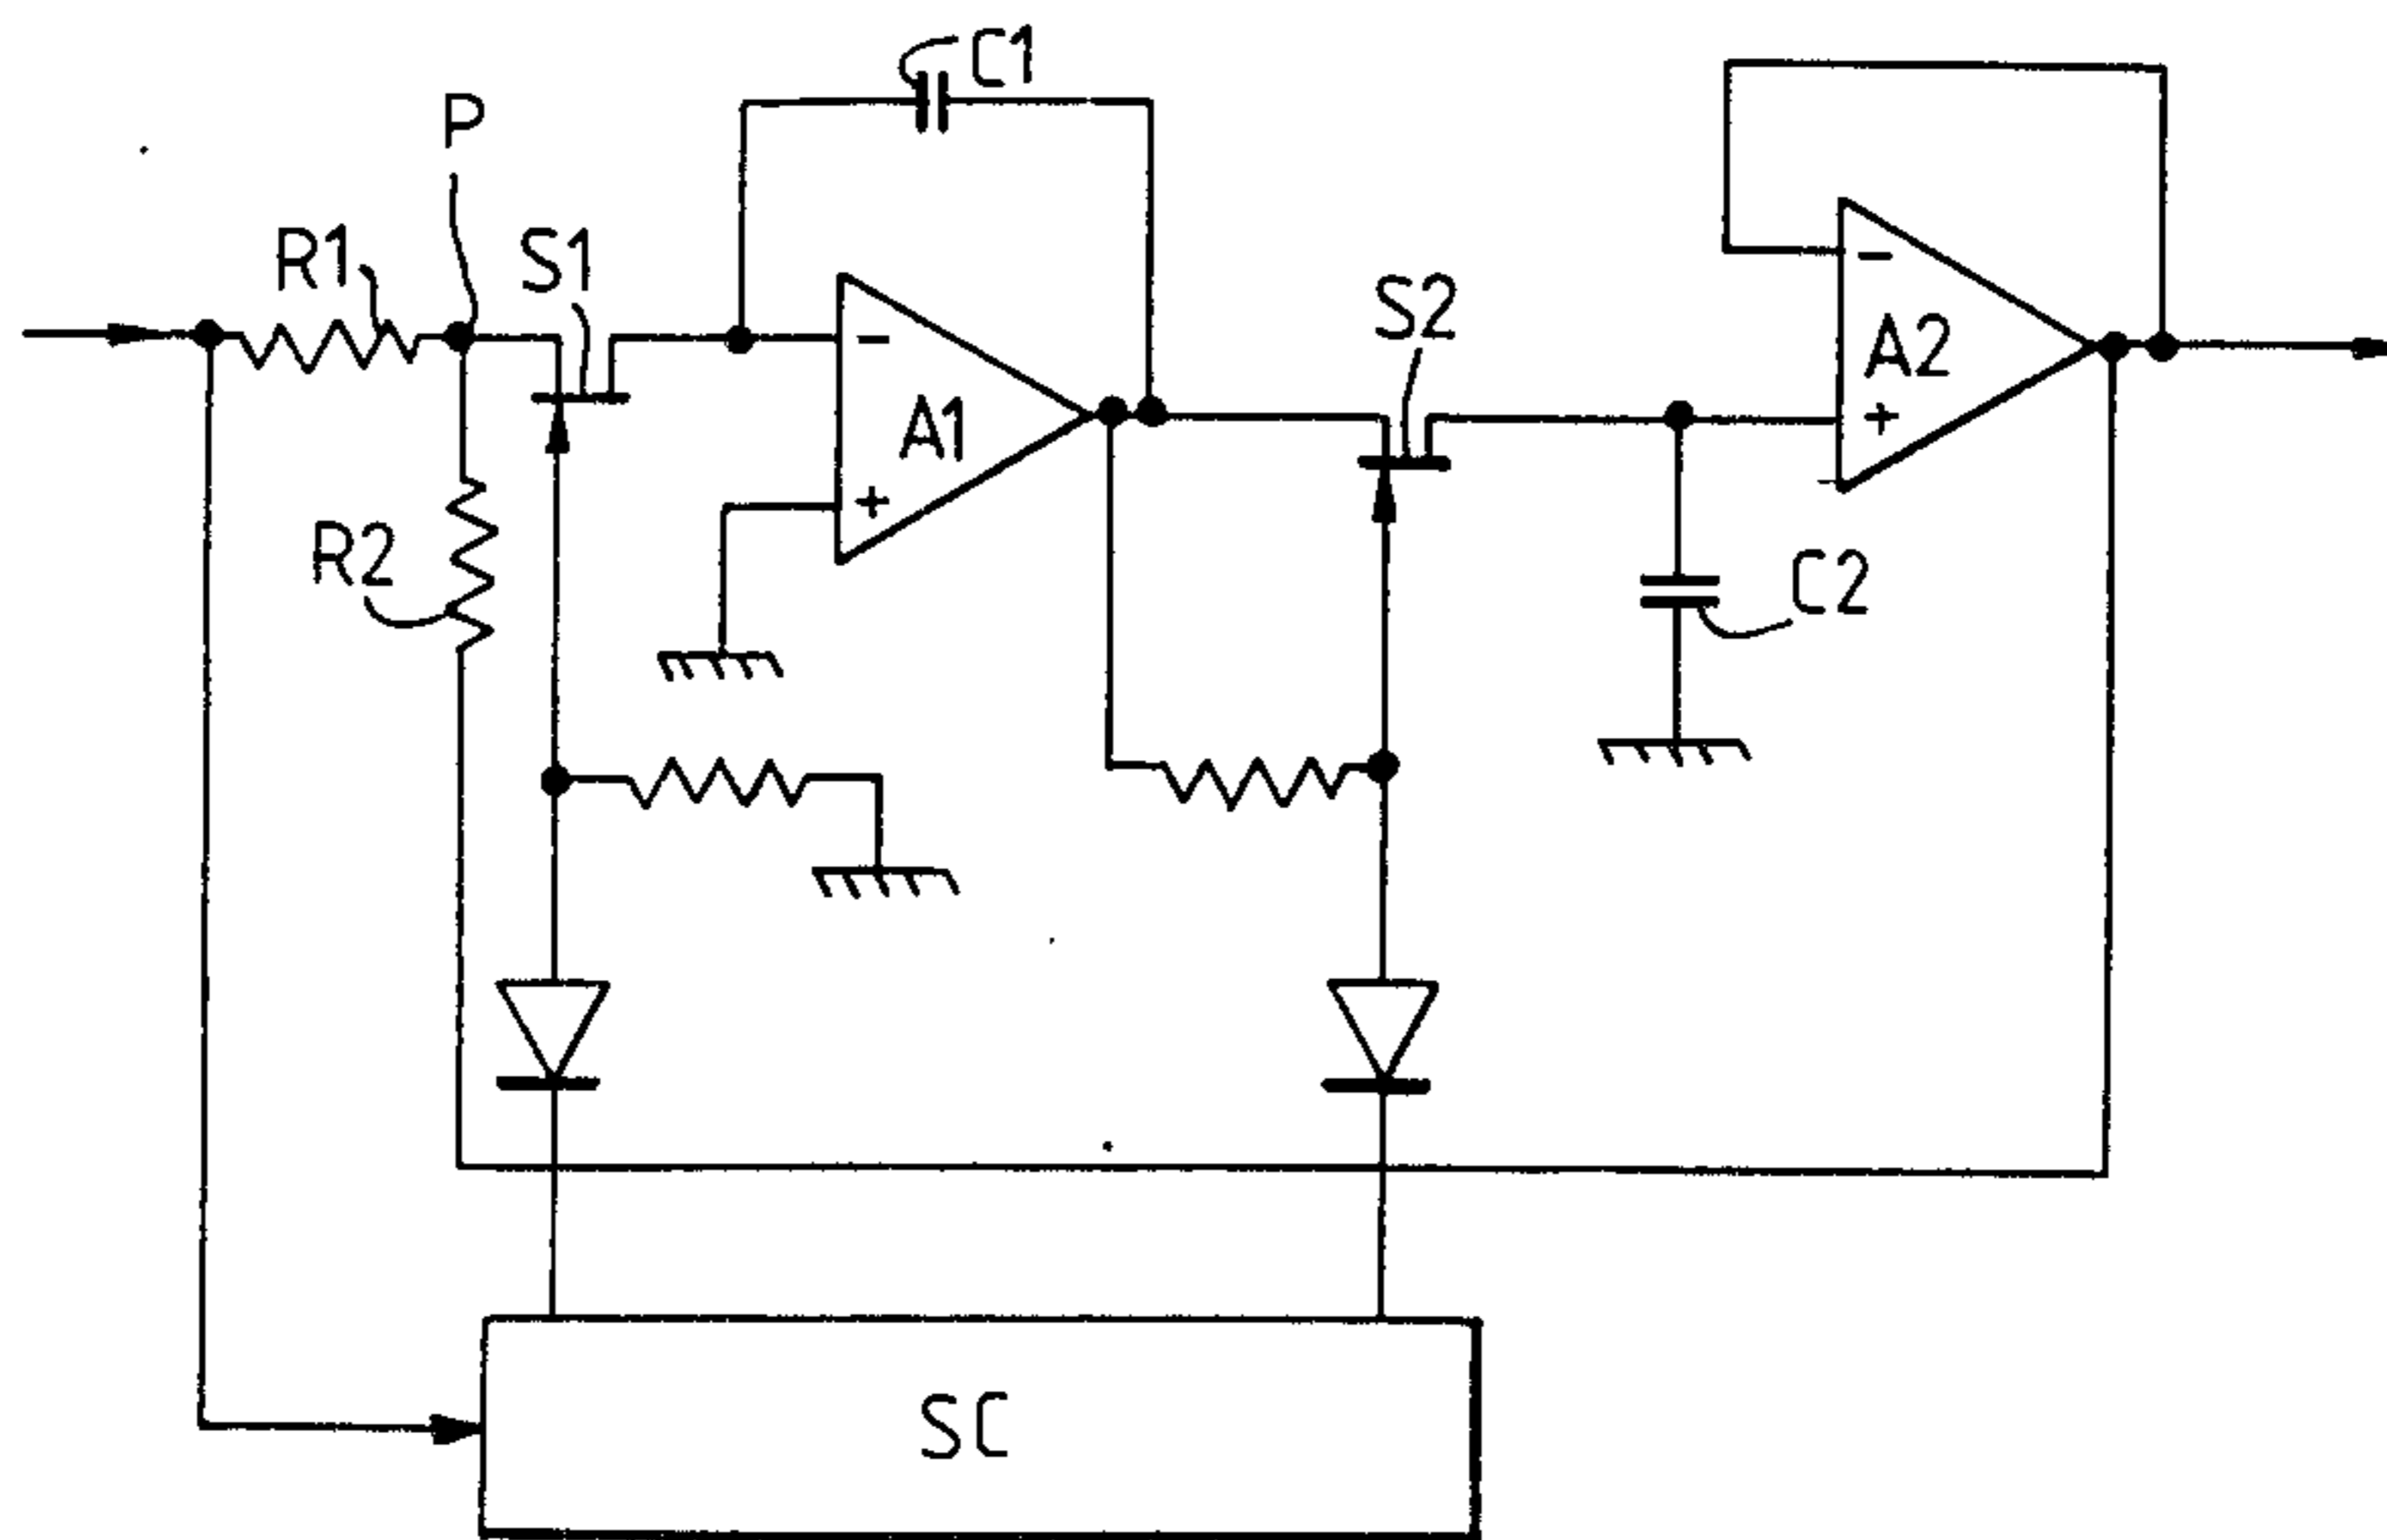 C1
P
R1
S1
S2
-
A2
-
+
A1
+
R2
C2
SC